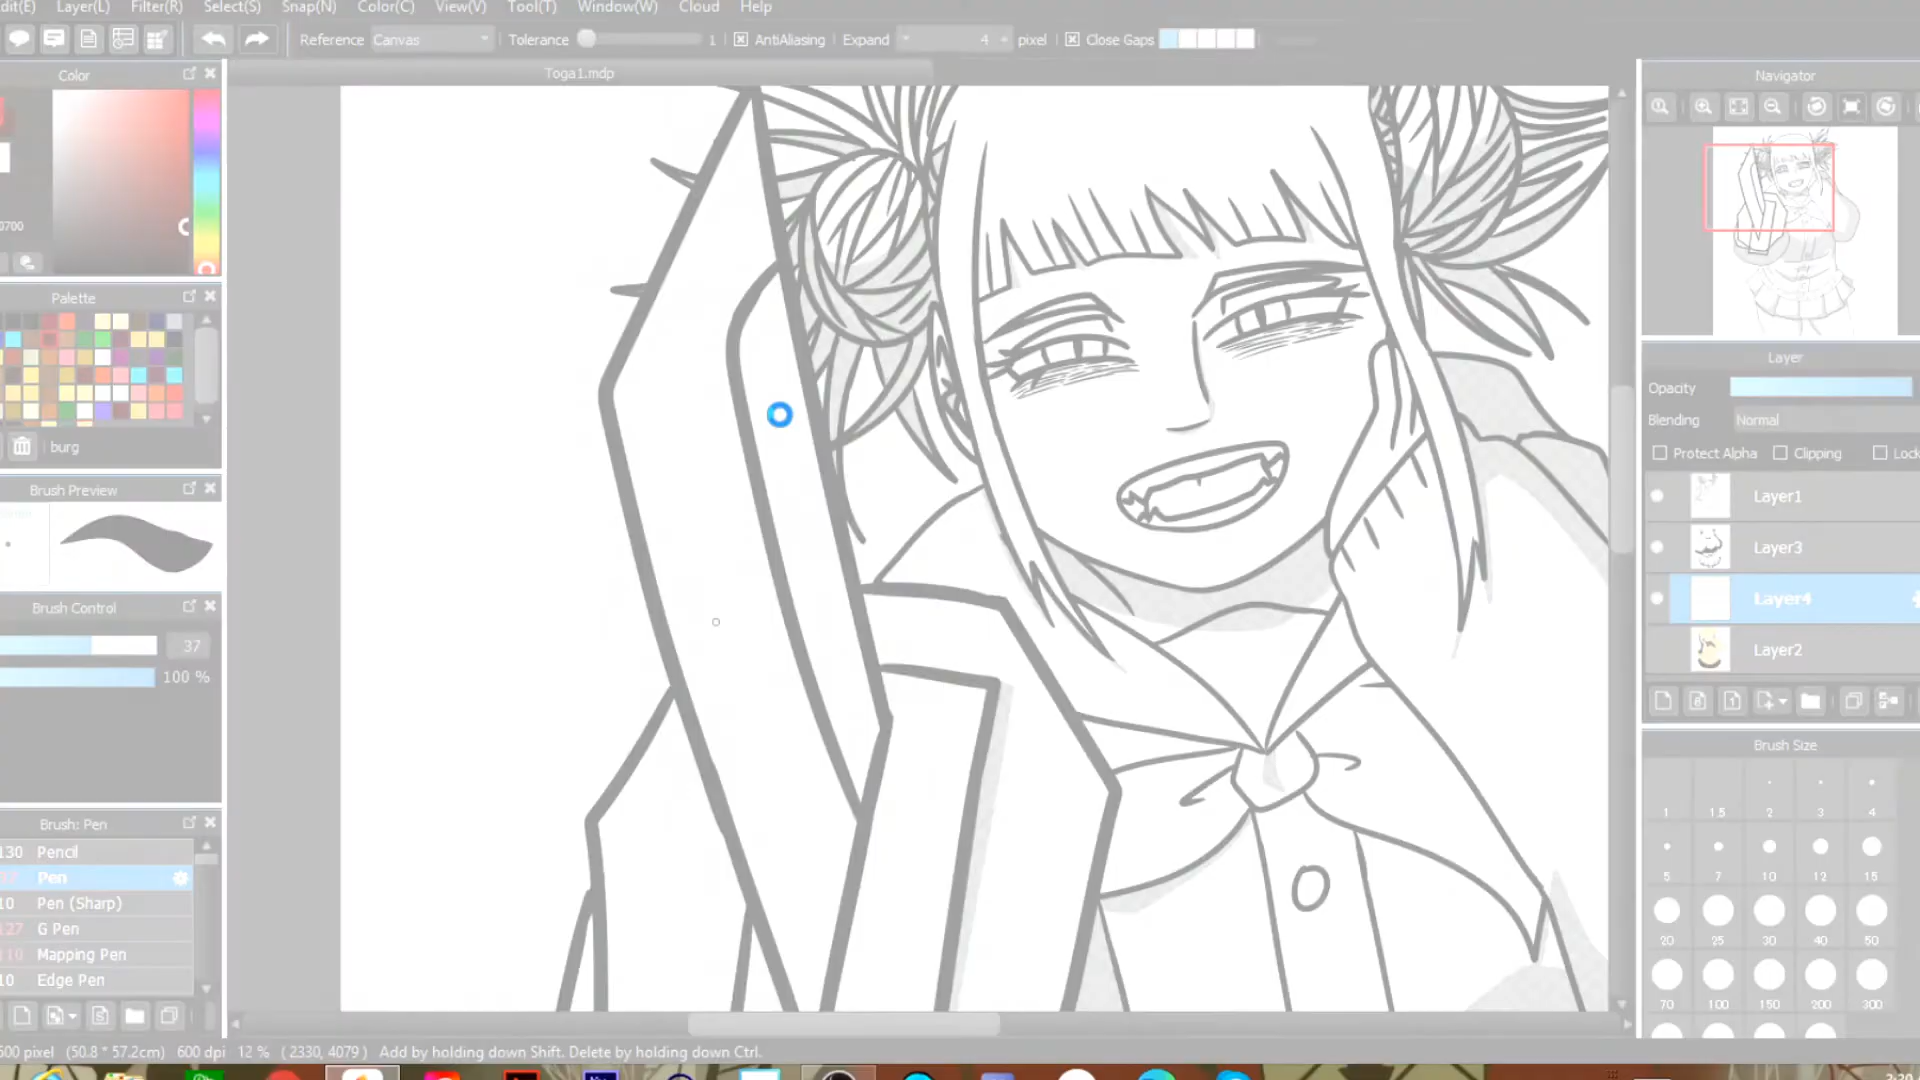 dit(E) Layer(L) Filter(R) Select(S) Snap(N) Color(C) View(V) Tool(T) Window(W) Cloud Help
Reference Canvas Tolerance 1 AntiAliasing Expand 4 pixel Close Gaps
Toga1.mdp
Color
0700
Palette
burg
Brush Preview
Brush Control
37
100 %
Brush: Pen
130 Pencil
37 Pen
10 Pen (Sharp)
127 G Pen
110 Mapping Pen
10 Edge Pen
Navigator
Layer
Opacity
Blending Normal
Protect Alpha Clipping Lock
Layer1
Layer3
Layer4
Layer2
8 1
Brush Size
1 1.5 2 3 4
5 7 10 12 15
20 25 30 40 50
70 100 150 200 300
500 pixel (50.8 * 57.2cm) 600 dpi 12 % ( 2330, 4079 ) Add by holding down Shift. Delete by holding down Ctrl.